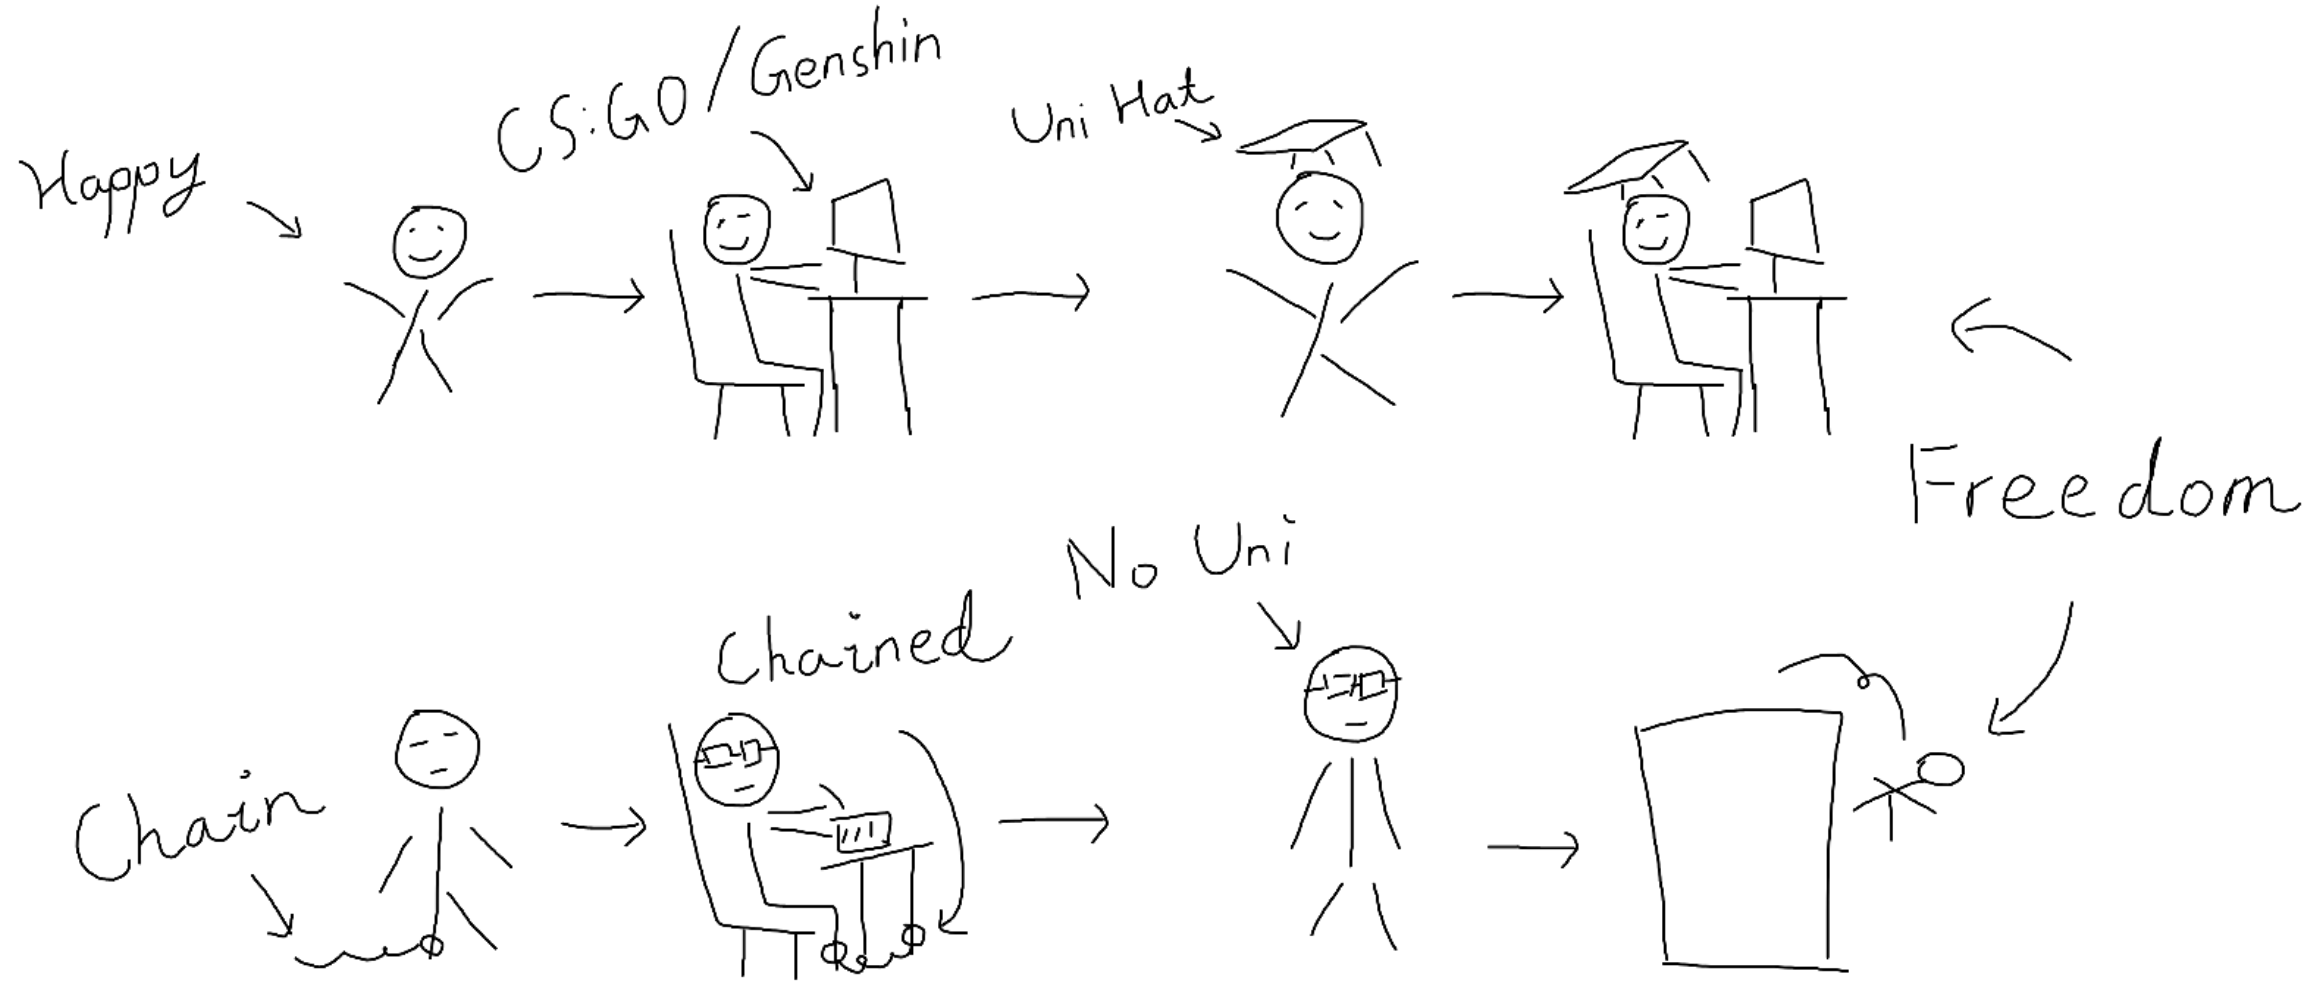 Happy
CS:GO/Genshin
Uni Hat
Freedom
Chain
Chained
No Uni